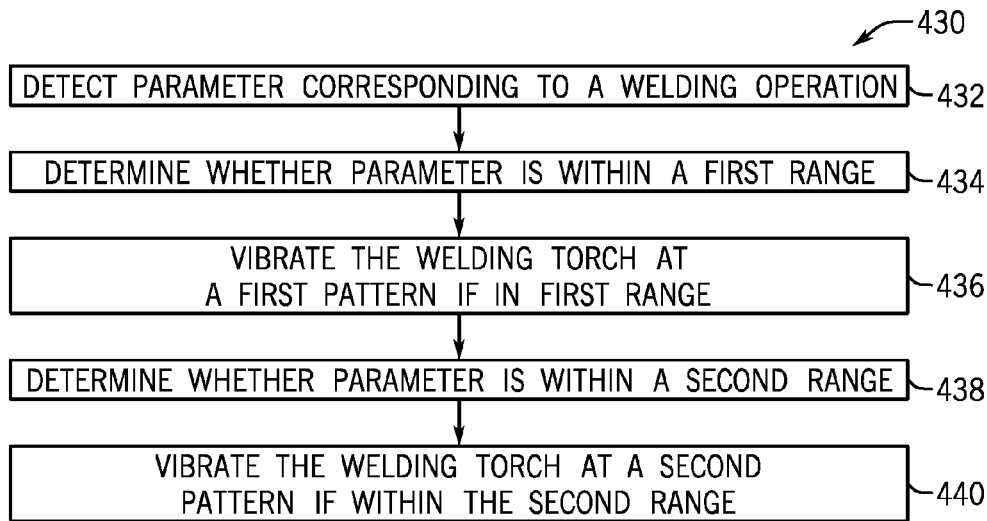 430
DETECT PARAMETER CORRESPONDING TO A WELDING OPERATION
432
DETERMINE WHETHER PARAMETER IS WITHIN A FIRST RANGE
434
VIBRATE THE WELDING TORCH AT
A FIRST PATTERN IF IN FIRST RANGE
436
DETERMINE WHETHER PARAMETER IS WITHIN A SECOND RANGE
438
VIBRATE THE WELDING TORCH AT A SECOND
PATTERN IF WITHIN THE SECOND RANGE
440